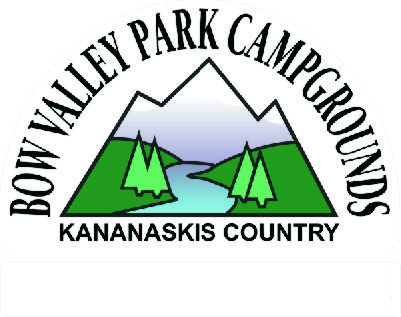 BOW VALLEY PARK CAMPGROUNDS
KANANASKIS COUNTRY